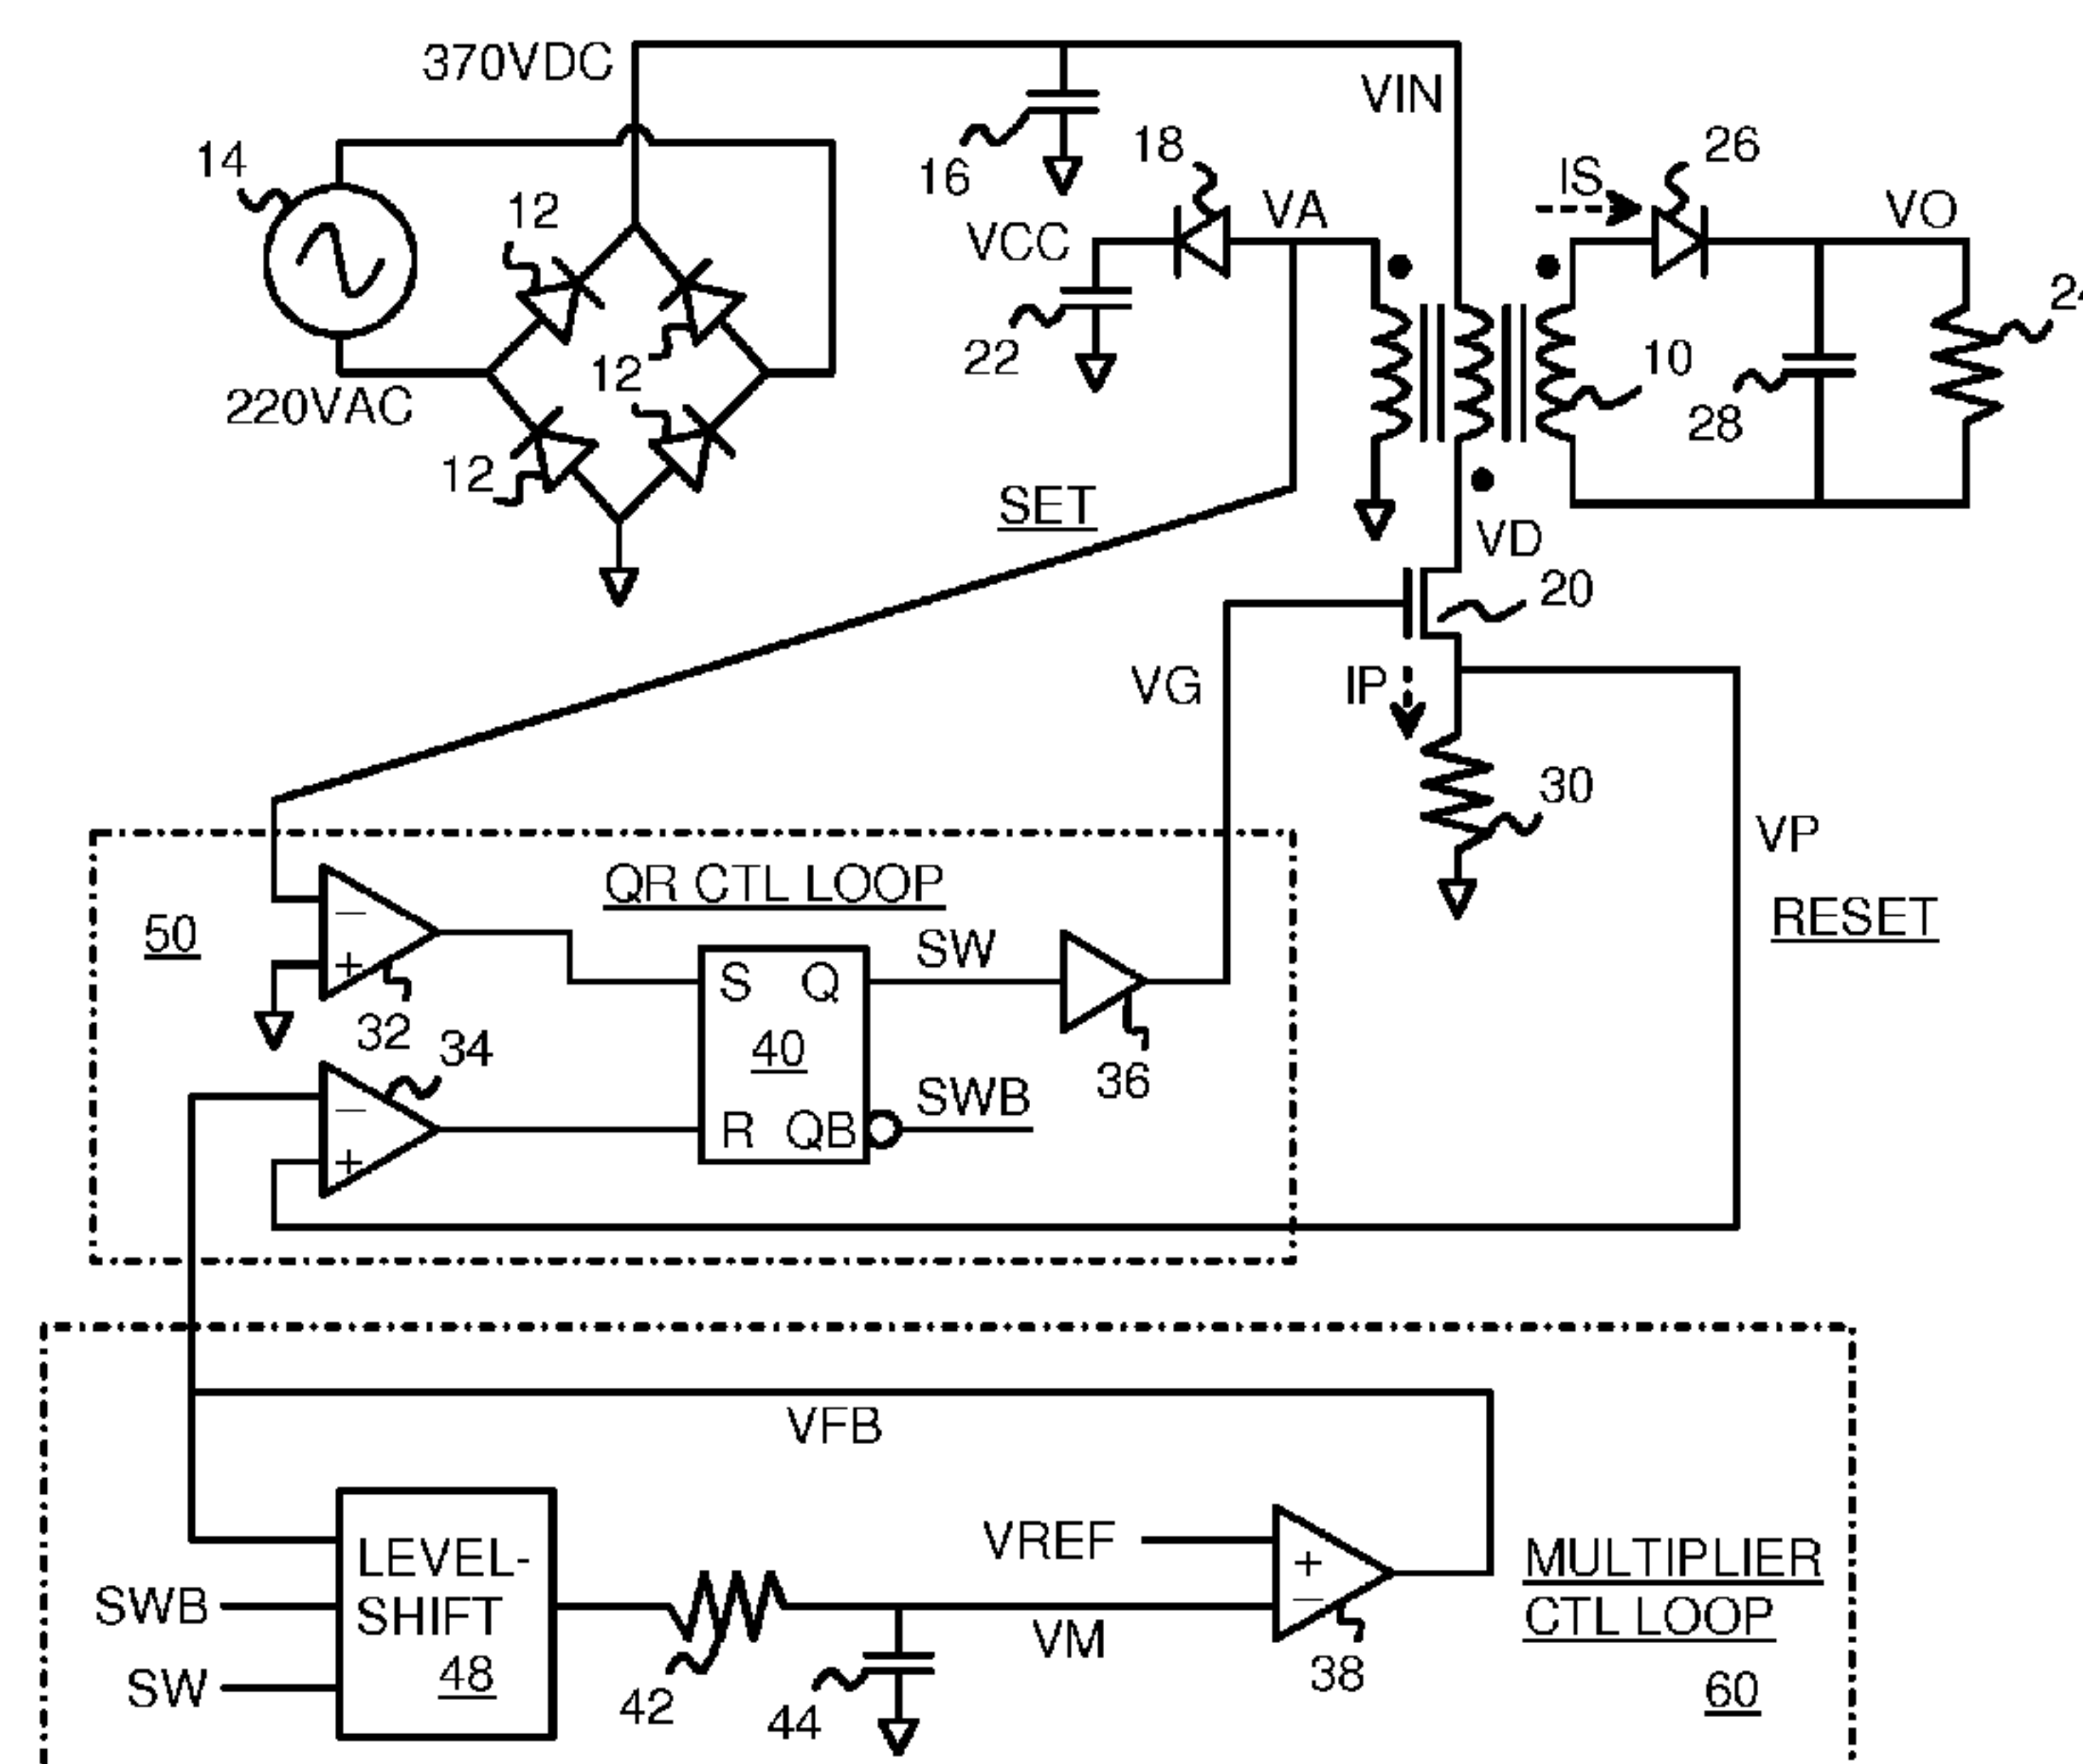 370VDC
VIN
14
12
16
18
26
IS
VO
VA
VCC
12
22
10
28
220VAC
12
SET
VD
20
VG
IP
30
VP
50
QR CTL LOOP
RESET
SW
S Q
32
34
40
36
SWB
R QB
VFB
LEVEL-
SHIFT
48
SWB
SW
42
44
VREF
VM
38
MULTIPLIER
CTL LOOP
60